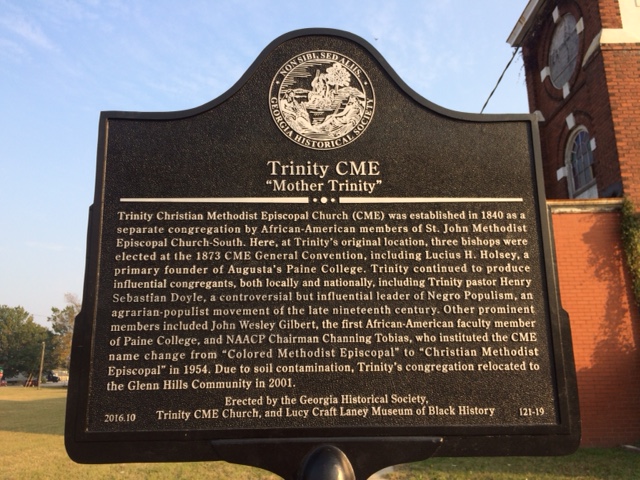 NON SIBI, SED ALIIS.
GEORGIA HISTORICAL SOCIETY
Trinity CME
"Mother Trinity"
Trinity Christian Methodist Episcopal Church (CME) was established in 1840 as a
separate congregation by African-American members of St. John Methodist
Episcopal Church-South. Here, at Trinity's original location, three bishops were
elected at the 1873 CME General Convention, including Lucius H. Holsey, a
primary founder of Augusta's Paine College. Trinity continued to produce
influential congregants, both locally and nationally, including Trinity pastor Henry
Sebastian Doyle, a controversial but influential leader of Negro Populism, an
agrarian-populist movement of the late nineteenth century. Other prominent
members included John Wesley Gilbert, the first African-American faculty member
of Paine College, and NAACP Chairman Channing Tobias, who instituted the CME
name change from "Colored Methodist Episcopal" to "Christian Methodist
Episcopal" in 1954. Due to soil contamination, Trinity's congregation relocated to
the Glenn Hills Community in 2001.
Erected by the Georgia Historical Society,
2016.10 Trinity CME Church, and Lucy Craft Laney Museum of Black History 121-19